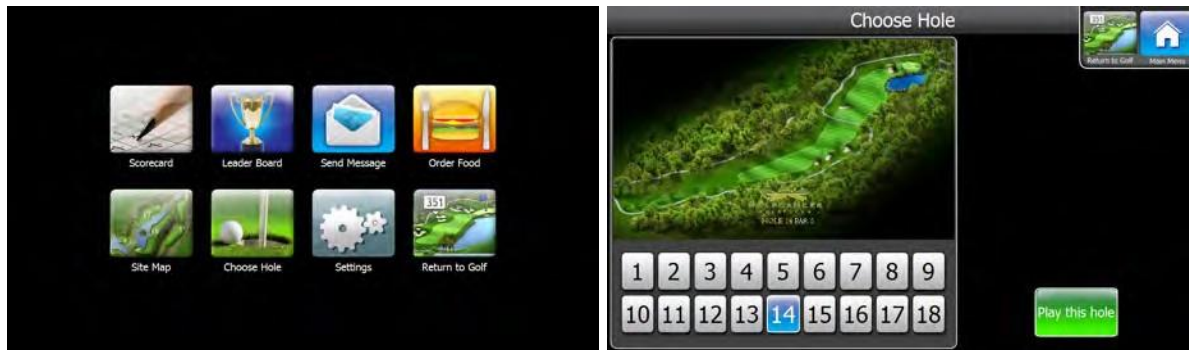 Scorecard
Leader Board
Send Message
Order Food
351
Site Map
Choose Hole
Settings
Return to Golf
Choose Hole
351
Return to Golf
Main Menu
1 2 3 4 5 6 7 8 9
10 11 12 13 14 15 16 17 18
Play this hole